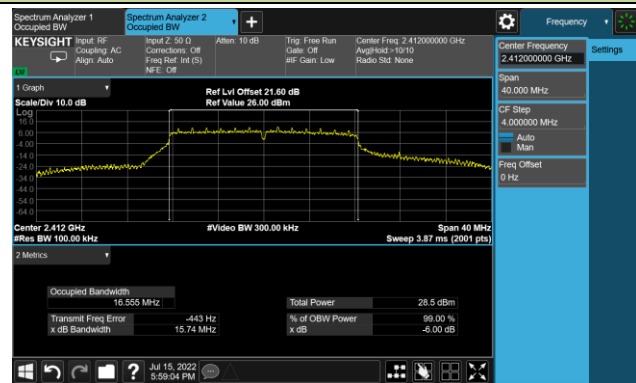 Spectrum Analyzer 1
Occupied BW
Spectrum Analyzer 2
Occupied BW
Frequency
KEYSIGHT
Input: RF
Coupling: AC
Align: Auto
Input Z: 50 Ω
Corrections: Off
Freq Ref: Int (S)
NFE: Off
Atten: 10 dB
Trig: Free Run
Gate: Off
#IF Gain: Low
Center Freq: 2.412000000 GHz
Avg|Hold:>10/10
Radio Std: None
Center Frequency
2.412000000 GHz
Settings
Span
40.000 MHz
CF Step
4.000000 MHz
Auto
Man
Freq Offset
0 Hz
1 Graph
Scale/Div 10.0 dB
Ref Lvl Offset 21.60 dB
Ref Value 26.00 dBm
Log
16.0
6.00
-4.00
-14.0
-24.0
-34.0
-44.0
-54.0
-64.0
Center 2.412 GHz
#Res BW 100.00 kHz
#Video BW 300.00 kHz
Span 40 MHz
Sweep 3.87 ms (2001 pts)
2 Metrics
Occupied Bandwidth
16.555 MHz
Total Power 28.5 dBm
Transmit Freq Error -443 Hz
% of OBW Power 99.00 %
x dB Bandwidth 15.74 MHz
x dB -6.00 dB
?
Jul 15, 2022
5:59:04 PM